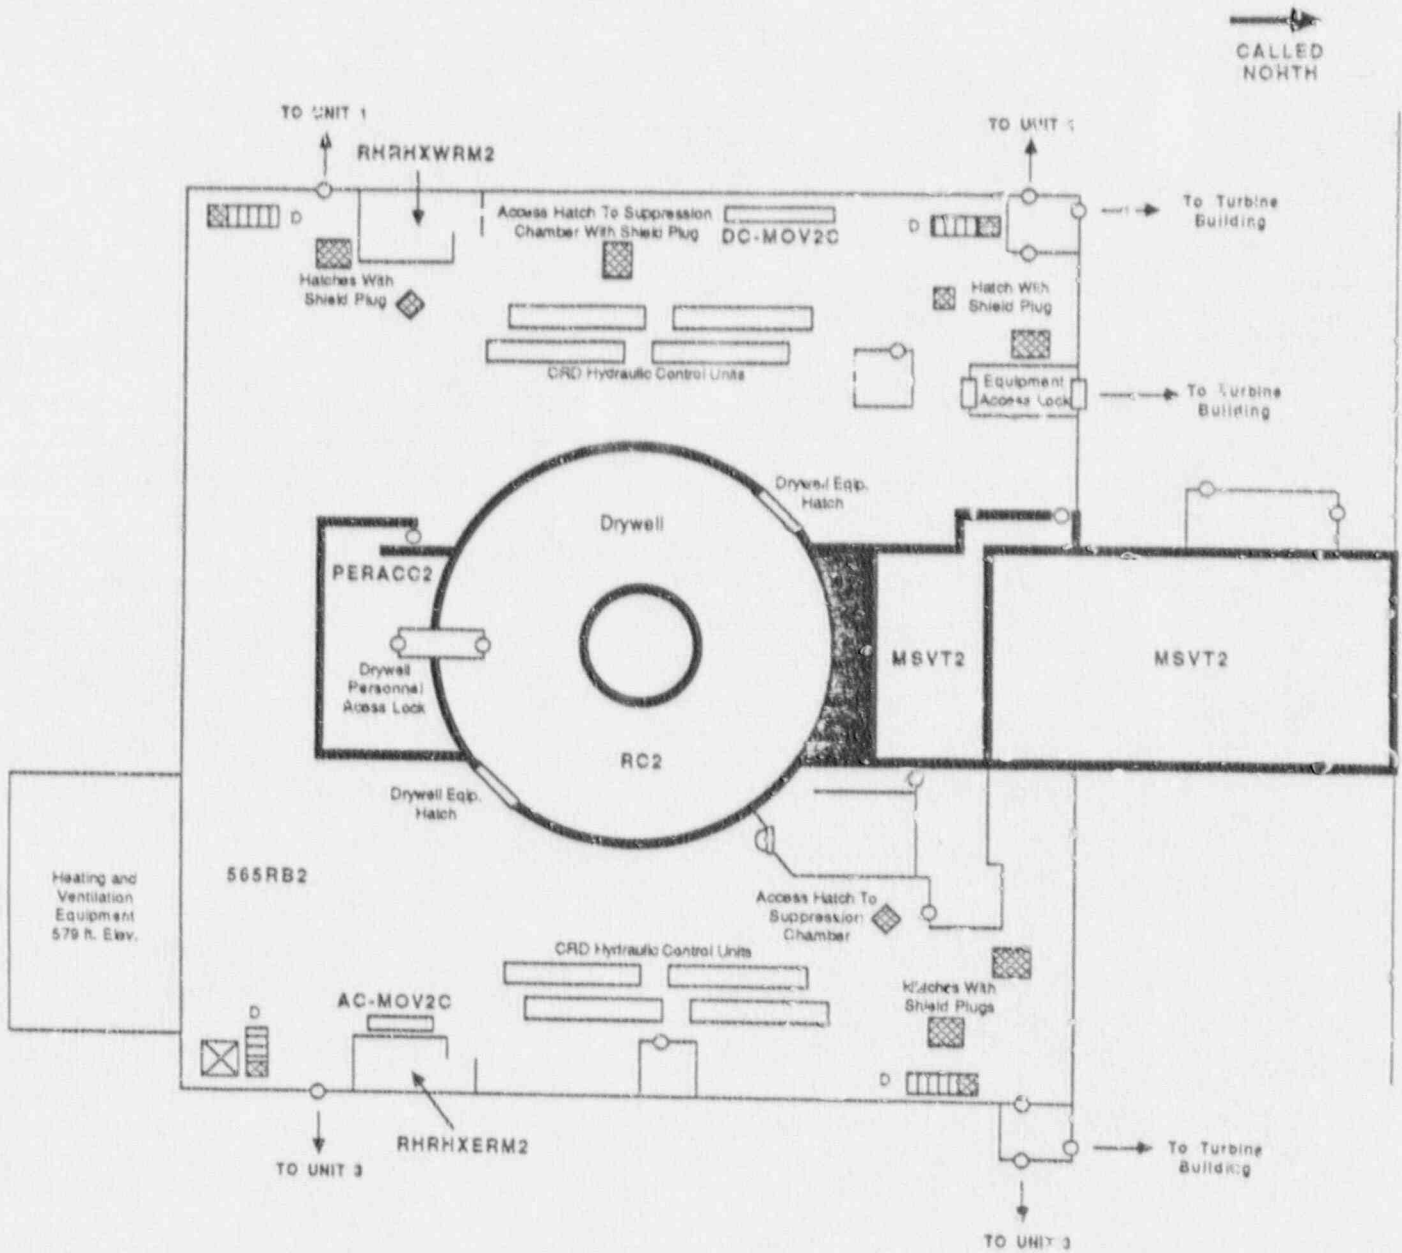 CALLED
NORTH
TO UNIT 1
RHRHXWRM2
TO UNIT
To Turbine
Building
D
Access Hatch To Suppression
Chamber With Shield Plug
DC-MOV2C
D
Hatches With
Shield Plug
Hatch With
Shield Plug
CRD Hydraulic Control Units
Equipment
Access Lock
To Turbine
Building
Drywell Eqip.
Hatch
Drywell
PERACC2
MSVT2
MSVT2
Drywell
Personnel
Acess Lock
RC2
Drywell Eqip.
Hatch
565RB2
Heating and
Ventilation
Equipment
579 ft. Elev.
Access Hatch To
Suppression
Chamber
CRD Hydraulic Control Units
Hatches With
Shield Plugs
AC-MOV2C
D
D
RHRHXERM2
TO UNIT 3
To Turbine
Building
TO UNIT 3